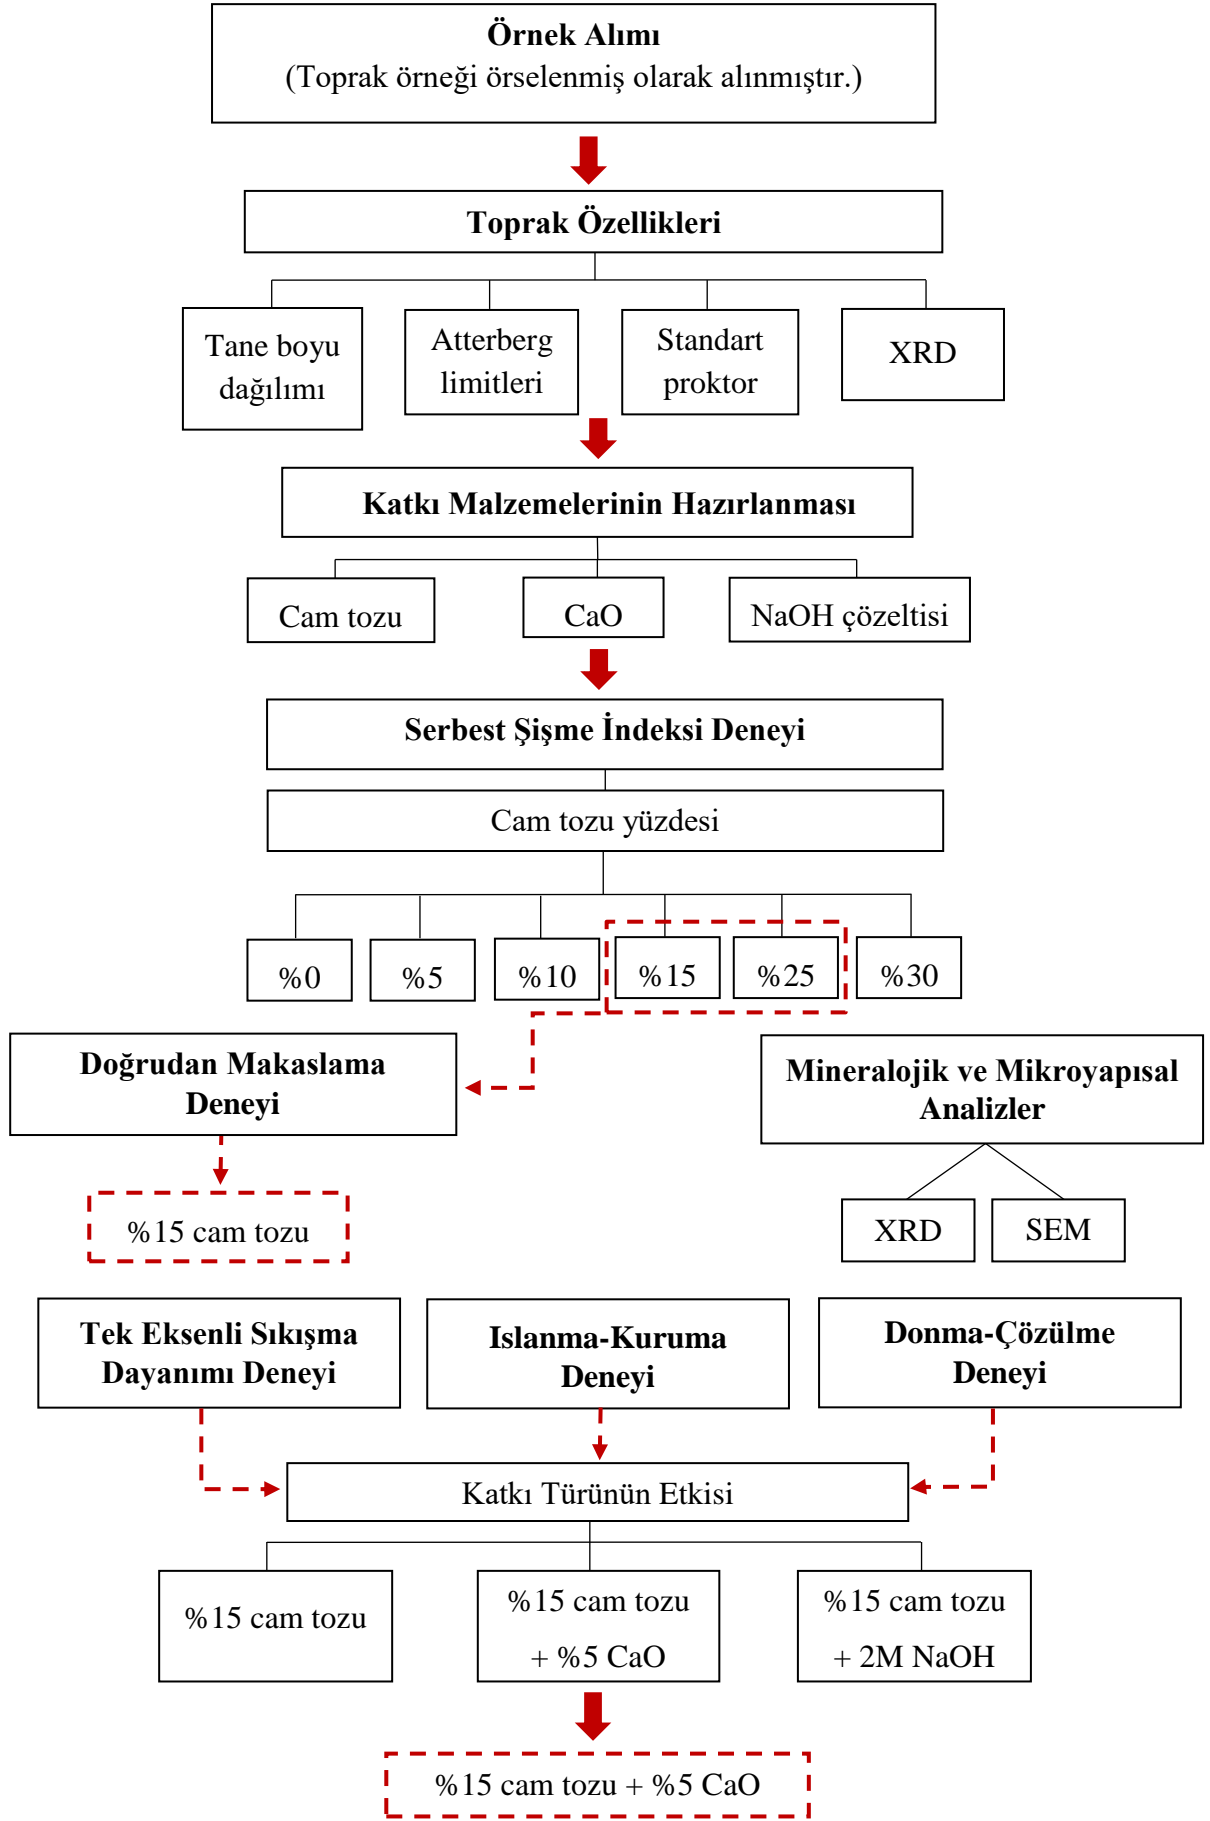 Örnek Alımı
(Toprak örneği örselenmiş olarak alınmıştır.)
Toprak Özellikleri
Tane boyu
dağılımı
Atterberg
limitleri
Standart
proktor
XRD
Katkı Malzemelerinin Hazırlanması
Cam tozu
CaO
NaOH çözeltisi
Serbest Şişme İndeksi Deneyi
Cam tozu yüzdesi
%0
%5
%10
%15
%25
%30
Doğrudan Makaslama
Deneyi
Mineralojik ve Mikroyapısal
Analizler
%15 cam tozu
XRD
SEM
Tek Eksenli Sıkışma
Dayanımı Deneyi
Islanma-Kuruma
Deneyi
Donma-Çözülme
Deneyi
Katkı Türünün Etkisi
%15 cam tozu
%15 cam tozu
+ %5 CaO
%15 cam tozu
+ 2M NaOH
%15 cam tozu + %5 CaO